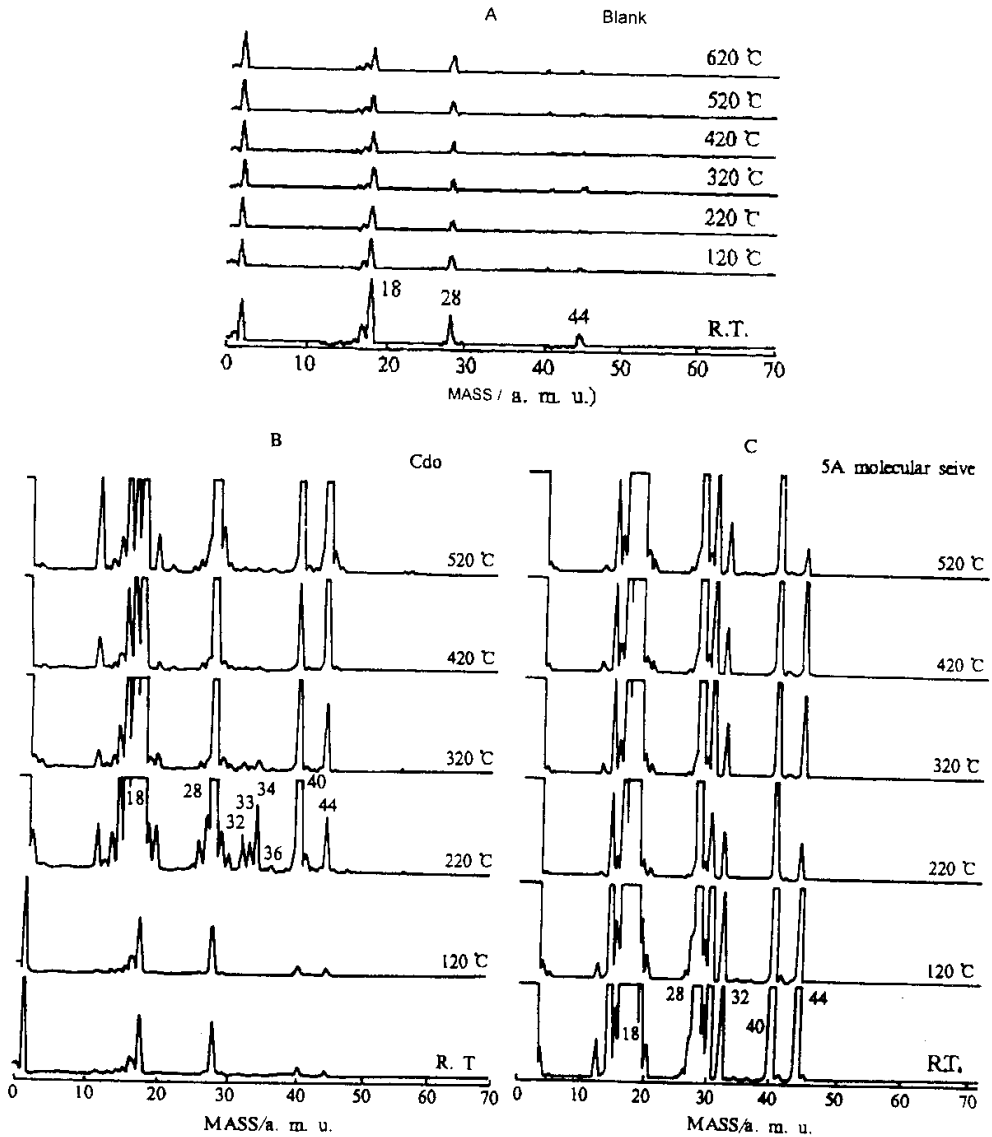 A Blank
620 ℃
520 ℃
420 ℃
320 ℃
220 ℃
120 ℃
18 28 44 R.T.
0 10 20 30 40 50 60 70
MASS / a. m. u.)
B
Cdo
520 ℃
420 ℃
320 ℃
18 28 32 33 34 36 40 44
220 ℃
120 ℃
R. T
0 10 20 30 40 50 60 70
MASS/a. m. u.
C
5A molecular seive
520 ℃
420 ℃
320 ℃
220 ℃
120 ℃
18 28 32 40 44
R.T.
0 10 20 30 40 50 60 70
MASS/a. m. u.